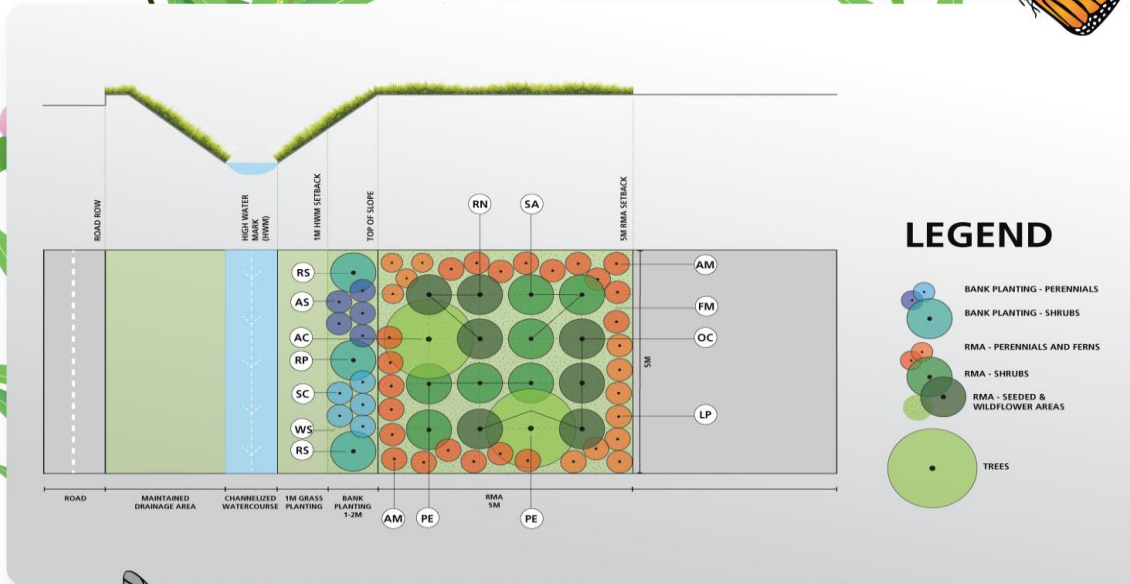 ROAD ROW
HIGH WATER
MARK
(HWM)
1M HWM SETBACK
TOP OF SLOPE
5M RMA SETBACK
RN
SA
RS
AS
AC
RP
SC
WS
RS
AM
FM
OC
LP
5M
ROAD
MAINTAINED
DRAINAGE AREA
CHANNELIZED
WATERCOURSE
1M GRASS
PLANTING
BANK
PLANTING
1-2M
RMA
5M
AM
PE
PE
LEGEND
BANK PLANTING - PERENNIALS
BANK PLANTING - SHRUBS
RMA - PERENNIALS AND FERNS
RMA - SHRUBS
RMA - SEEDED &
WILDFLOWER AREAS
TREES